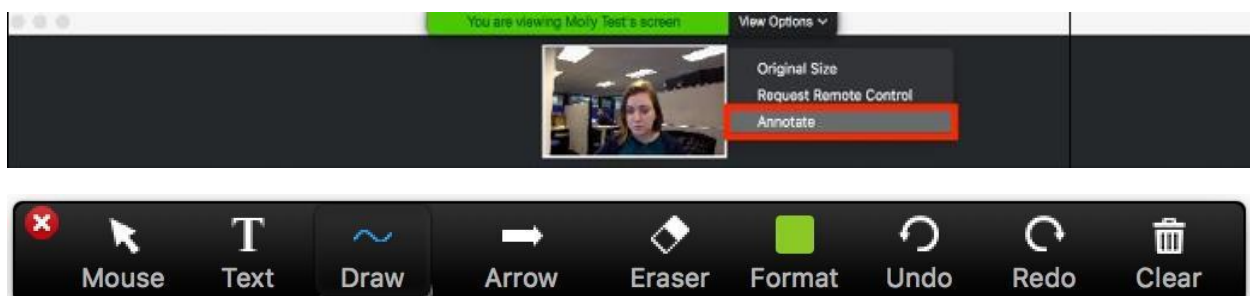 You are viewing Molly Test's screen View Options
Original Size
Request Remote Control
Annotate
Mouse Text Draw Arrow Eraser Format Undo Redo Clear